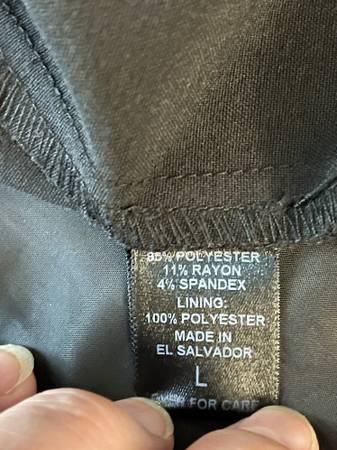 85% POLYESTER
11% RAYON
4% SPANDEX
LINING:
100% POLYESTER
MADE IN
EL SALVADOR
L
FOR CARE